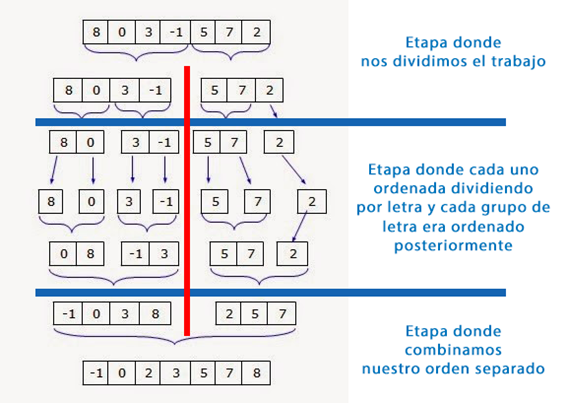 8 0 3 -1 5 7 2
Etapa donde
nos dividimos el trabajo
8 0 3 -1 5 7 2
8 0 3 -1 5 7 2
Etapa donde cada uno
ordenada dividiendo
por letra y cada grupo de
letra era ordenado
posteriormente
8 0 3 -1 5 7 2
0 8 -1 3 5 7 2
-1 0 3 8 2 5 7
Etapa donde
combinamos
nuestro orden separado
-1 0 2 3 5 7 8